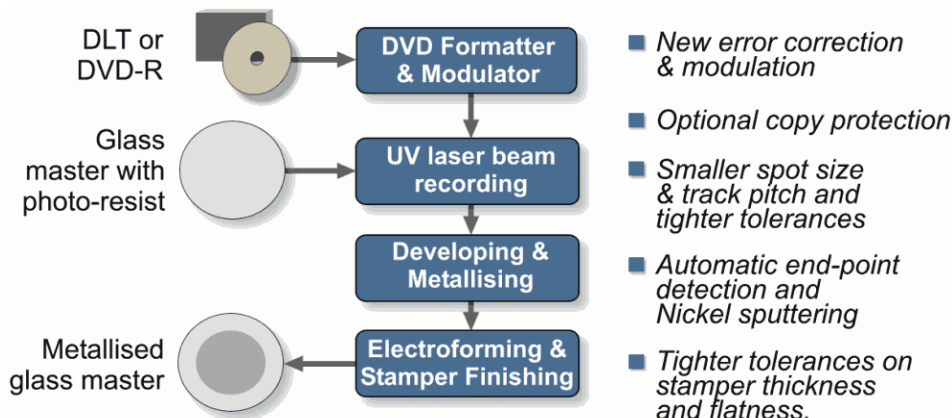 DLT or
DVD-R
DVD Formatter
& Modulator
Glass
master with
photo-resist
UV laser beam
recording
Developing &
Metallising
Metallised
glass master
Electroforming &
Stamper Finishing
New error correction
& modulation
Optional copy protection
Smaller spot size
& track pitch and
tighter tolerances
Automatic end-point
detection and
Nickel sputtering
Tighter tolerances on
stamper thickness
and flatness.